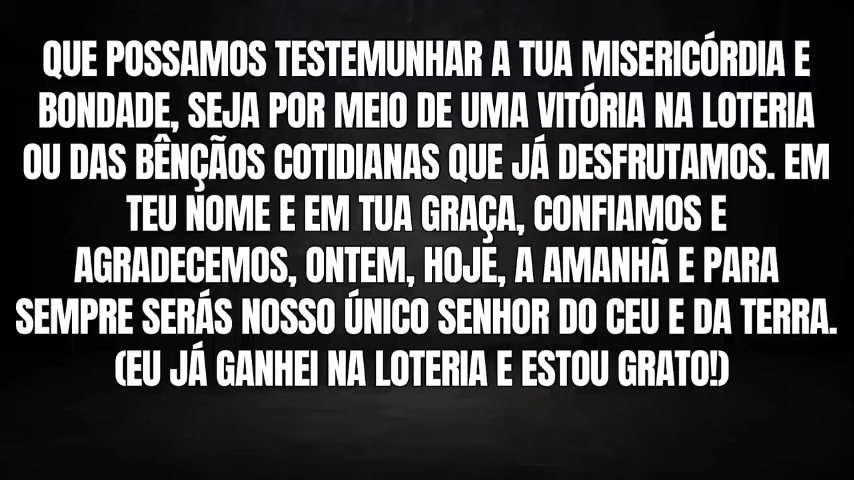 QUE POSSAMOS TESTEMUNHAR A TUA MISERICÓRDIA E
BONDADE, SEJA POR MEIO DE UMA VITÓRIA NA LOTERIA
OU DAS BÊNÇÃOS COTIDIANAS QUE JÁ DESFRUTAMOS. EM
TEU NOME E EM TUA GRAÇA, CONFIAMOS E
AGRADECEMOS, ONTEM, HOJE, A AMANHÃ E PARA
SEMPRE SERÁS NOSSO ÚNICO SENHOR DO CEU E DA TERRA.
(EU JÁ GANHEI NA LOTERIA E ESTOU GRATO!)